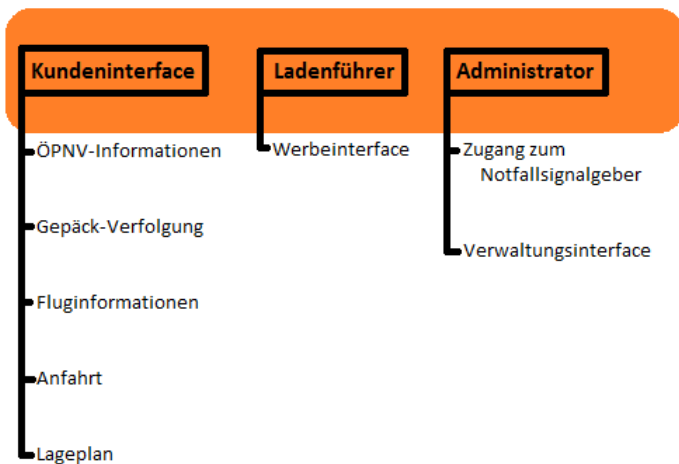 Kundeninterface
ÖPNV-Informationen
Gepäck-Verfolgung
Fluginformationen
Anfahrt
Lageplan
Ladenführer
Werbeinterface
Administrator
Zugang zum
Notfallsignalgeber
Verwaltungsinterface